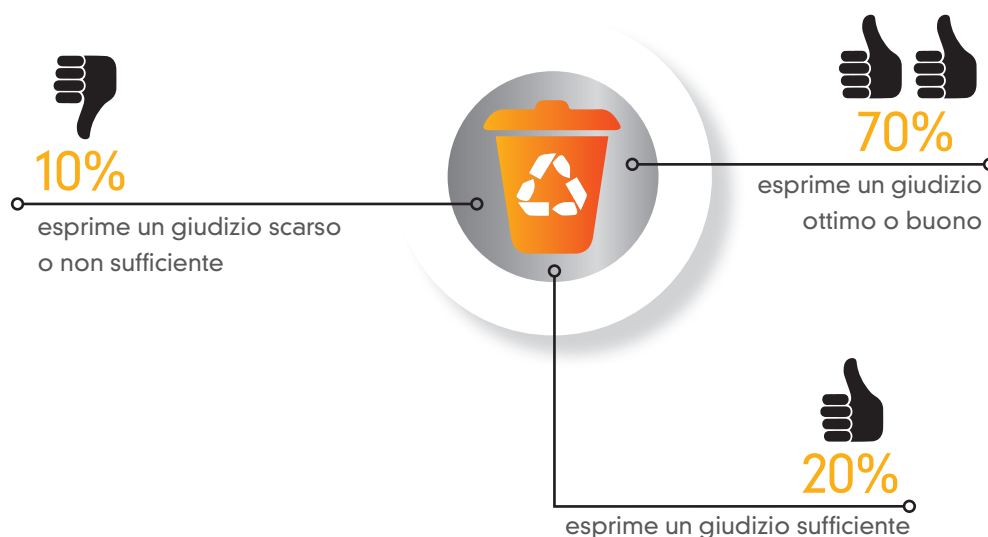 10%
esprime un giudizio scarso
o non sufficiente
70%
esprime un giudizio
ottimo o buono
20%
esprime un giudizio sufficiente